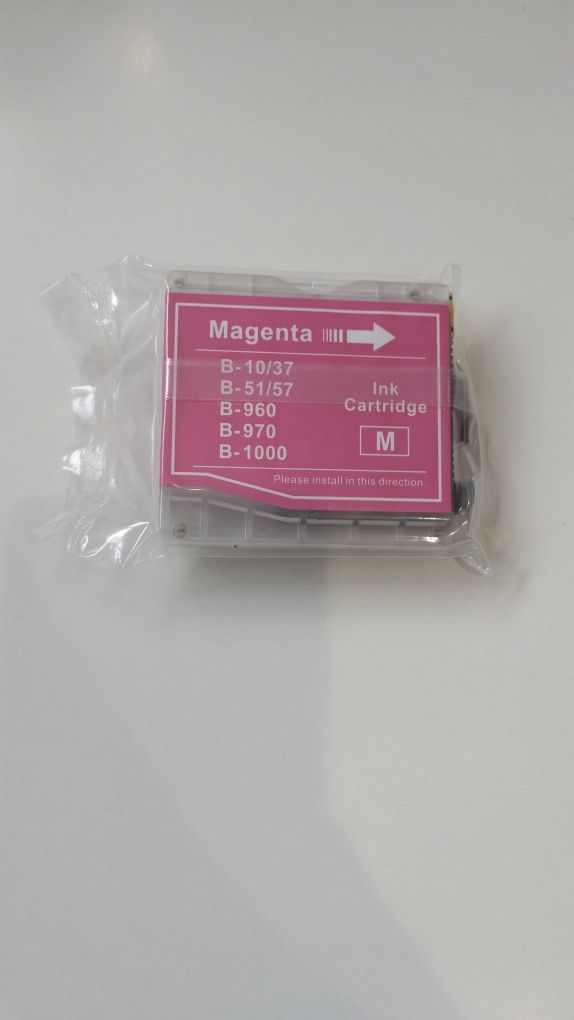 Magenta
B-10/37
B-51/57
B-960
B-970
B-1000
Ink
Cartridge
M
Please install in this direction.